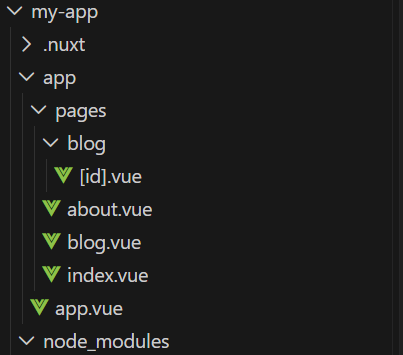 my-app
.nuxt
app
pages
blog
[id].vue
about.vue
blog.vue
index.vue
app.vue
node_modules